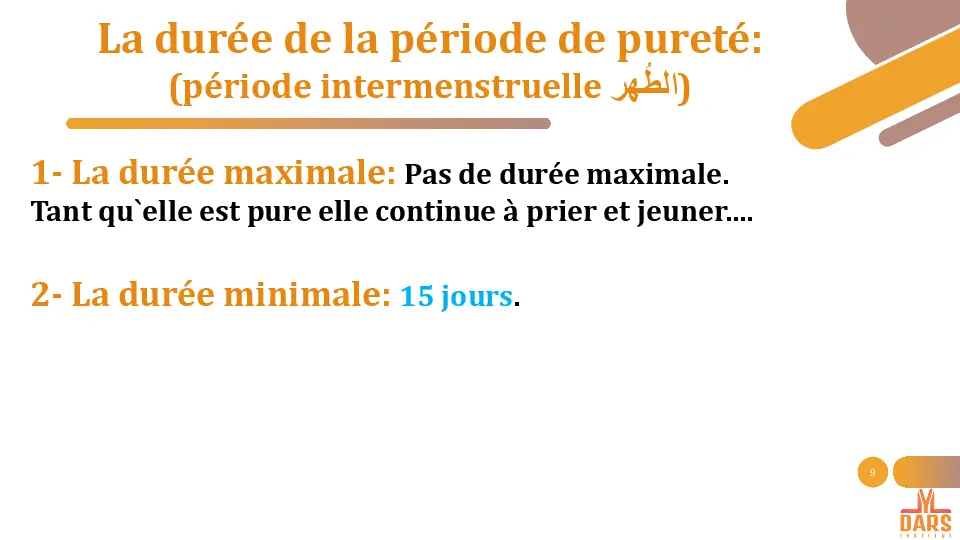 La durée de la période de pureté:
(période intermenstruelle الطُهر)
1- La durée maximale: Pas de durée maximale.
Tant qu`elle est pure elle continue à prier et jeuner....
2- La durée minimale: 15 jours.
9
DARS
INSTITUT